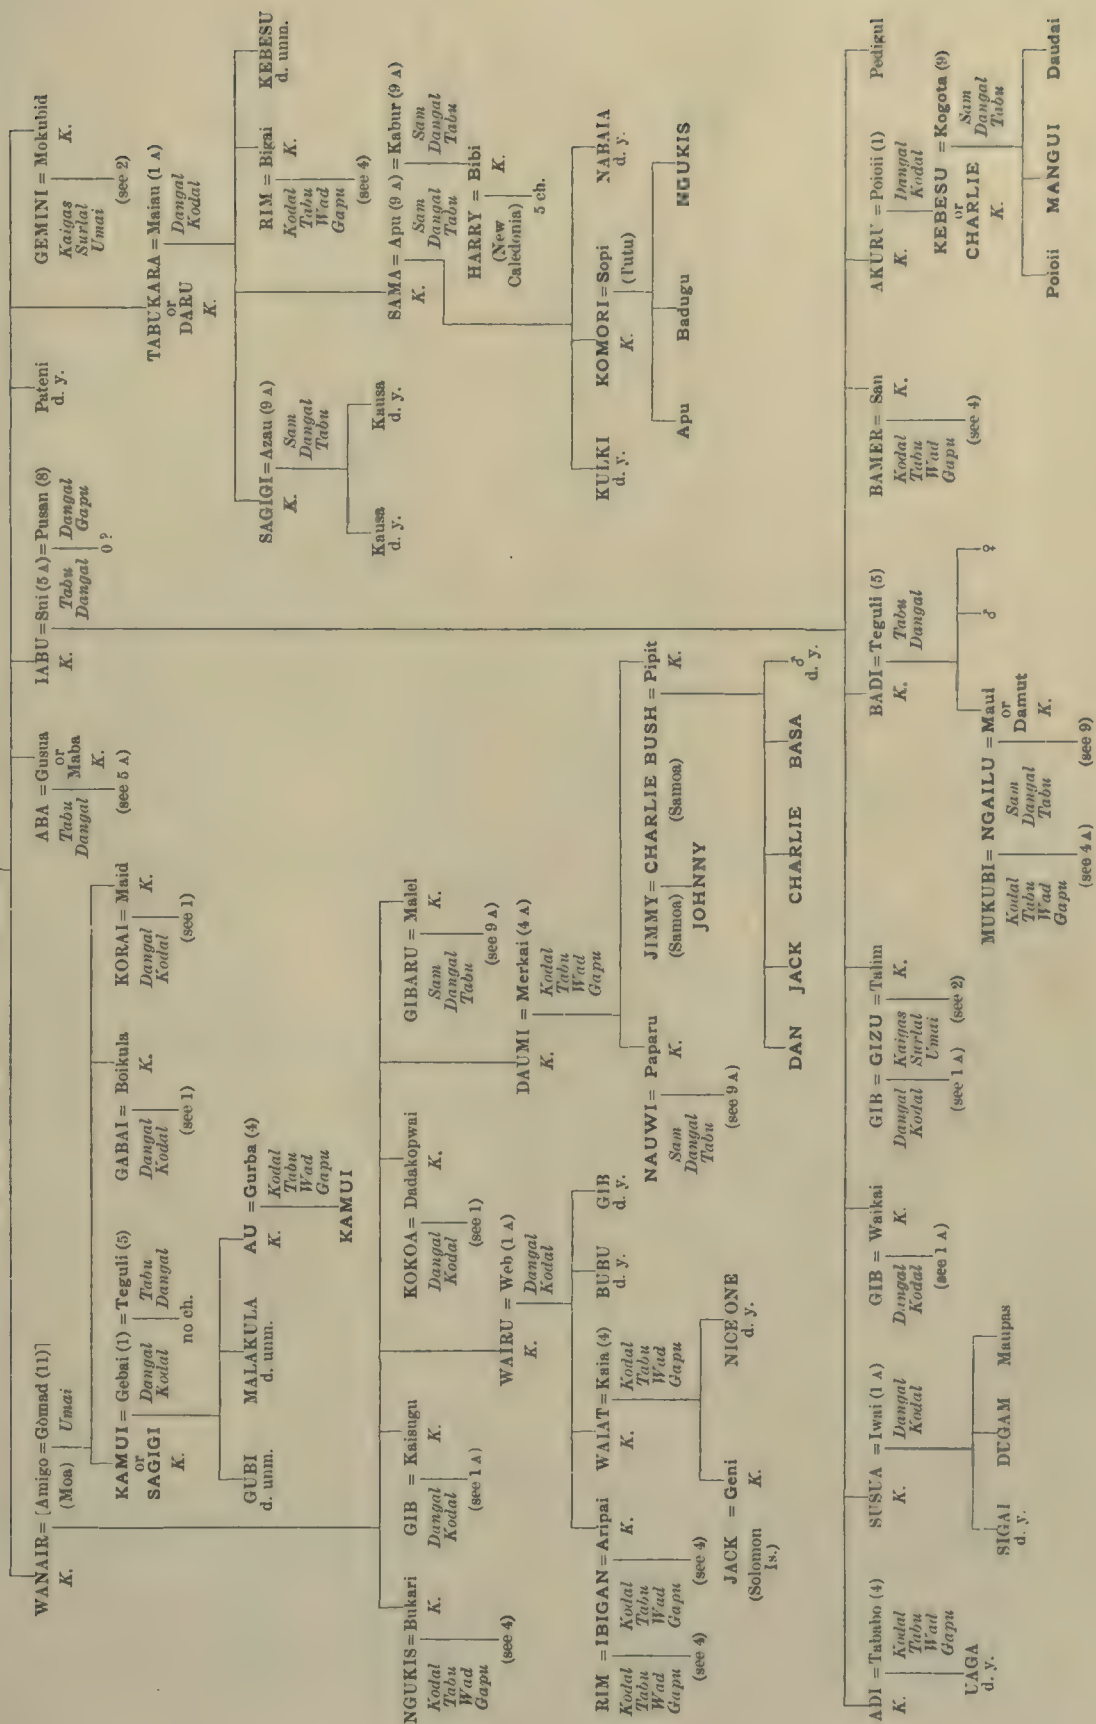 WANAIR = [Amigo = Gömad (11)]
K. (Moa) Umai
ABA = Gusua
or
Maba
Tabu K.
Dangal
(see 5 A)
IABU = Sui (5 A) = Pusan (8)
K. Tabu Dangal
Dangal Gapu
0 ?
Pateni
d. y.
TABUKARA = Maiau (1 A)
or Dangal
DARU Kodal
K.
GEMINI = Mokubid
Kaigas K.
Surlal
Umai
(see 2)
KAMUI = Gebai (1) = Teguli (5)
or Dangal Tabu
SAGIGI Kodal Dangal
K. no ch.
GABAI = Boikula
Dangal K.
Kodal
(see 1)
KORAI = Maid
Dangal K.
Kodal
(see 1)
GUBI
d. unm.
MALAKULA
d. unm.
AU = Gurba (4)
K. Kodal
Tabu
Wad
Gapu
KAMUI
SAGIGI = Azau (9 A)
K. Sam
Dangal
Tabu
Kausa
d. y.
Kausa
d. y.
RIM = Bigai
Kodal K.
Tabu
Wad
Gapu
(see 4)
KEBESU
d. unm.
SAMA = Apu (9 A) = Kabur (9 A)
K. Sam Sam
Dangal Dangal
Tabu Tabu
HARRY = Bibi
(New K.
Caledonia)
5 ch.
KULKI
d. y.
KOMORI = Sopi
K. (Tutu)
NABAIA
d. y.
Apu Badugu NGUKIS
NGUKIS = Bukari
Kodal K.
Tabu
Wad
Gapu
(see 4)
GIB = Kaisugu
Dangal K.
Kodal
(see 1 A)
WAIRU = Web (1 A)
K. Dangal
Kodal
KOKOA = Dadakopwai
Dangal K.
Kodal
(see 1)
DAUMI = Merkai (4 A)
K. Kodal
Tabu
Wad
Gapu
GIBARU = Malel
Sam K.
Dangal
Tabu
(see 9 A)
RIM = IBIGAN = Aripai
Kodal Kodal K.
Tabu Tabu
Wad Wad
Gapu Gapu
(see 4) (see 4)
WAIAT = Kaia (4)
K. Kodal
Tabu
Wad
Gapu
BUBU
d. y.
GIB
d. y.
JACK = Geni
(Solomon K.
Is.)
NICE ONE
d. y.
NAUWI = Paparu
Sam K.
Dangal
Tabu
(see 9 A)
JIMMY = CHARLIE BUSH = Pipit
(Samoa) (Samoa) K.
JOHNNY
DAN JACK CHARLIE BASA ♂
d. y.
ADI = Tababo (4)
K. Kodal
Tabu
Wad
Gapu
UAGA
d. y.
SUSUA = Iwai (1 A)
K. Dangal
Kodal
SIGAI DUGAM Maupas
d. y.
GIB = Waikai
Dangal K.
Kodal
(see 1 A)
GIB = GIZU = Talim
Dangal Kaigas K.
Kodal Surlal
Umai
(see 1 A) (see 2)
BADI = Teguli (5)
K. Tabu
Dangal
MUKUBI = NGAILU = Maui
Kodal Sam or
Tabu Dangal Damut
Wad Tabu K.
Gapu
(see 4 A) (see 9)
♂ ♀
BAMER = San
Kodal K.
Tabu
Wad
Gapu
(see 4)
AKURU = Poioii (1)
K. Dangal
Kodal
KEBESU = Kogota (9)
or Sam
CHARLIE Dangal
K. Tabu
Pedigul
Poioii MANGUI Daudai